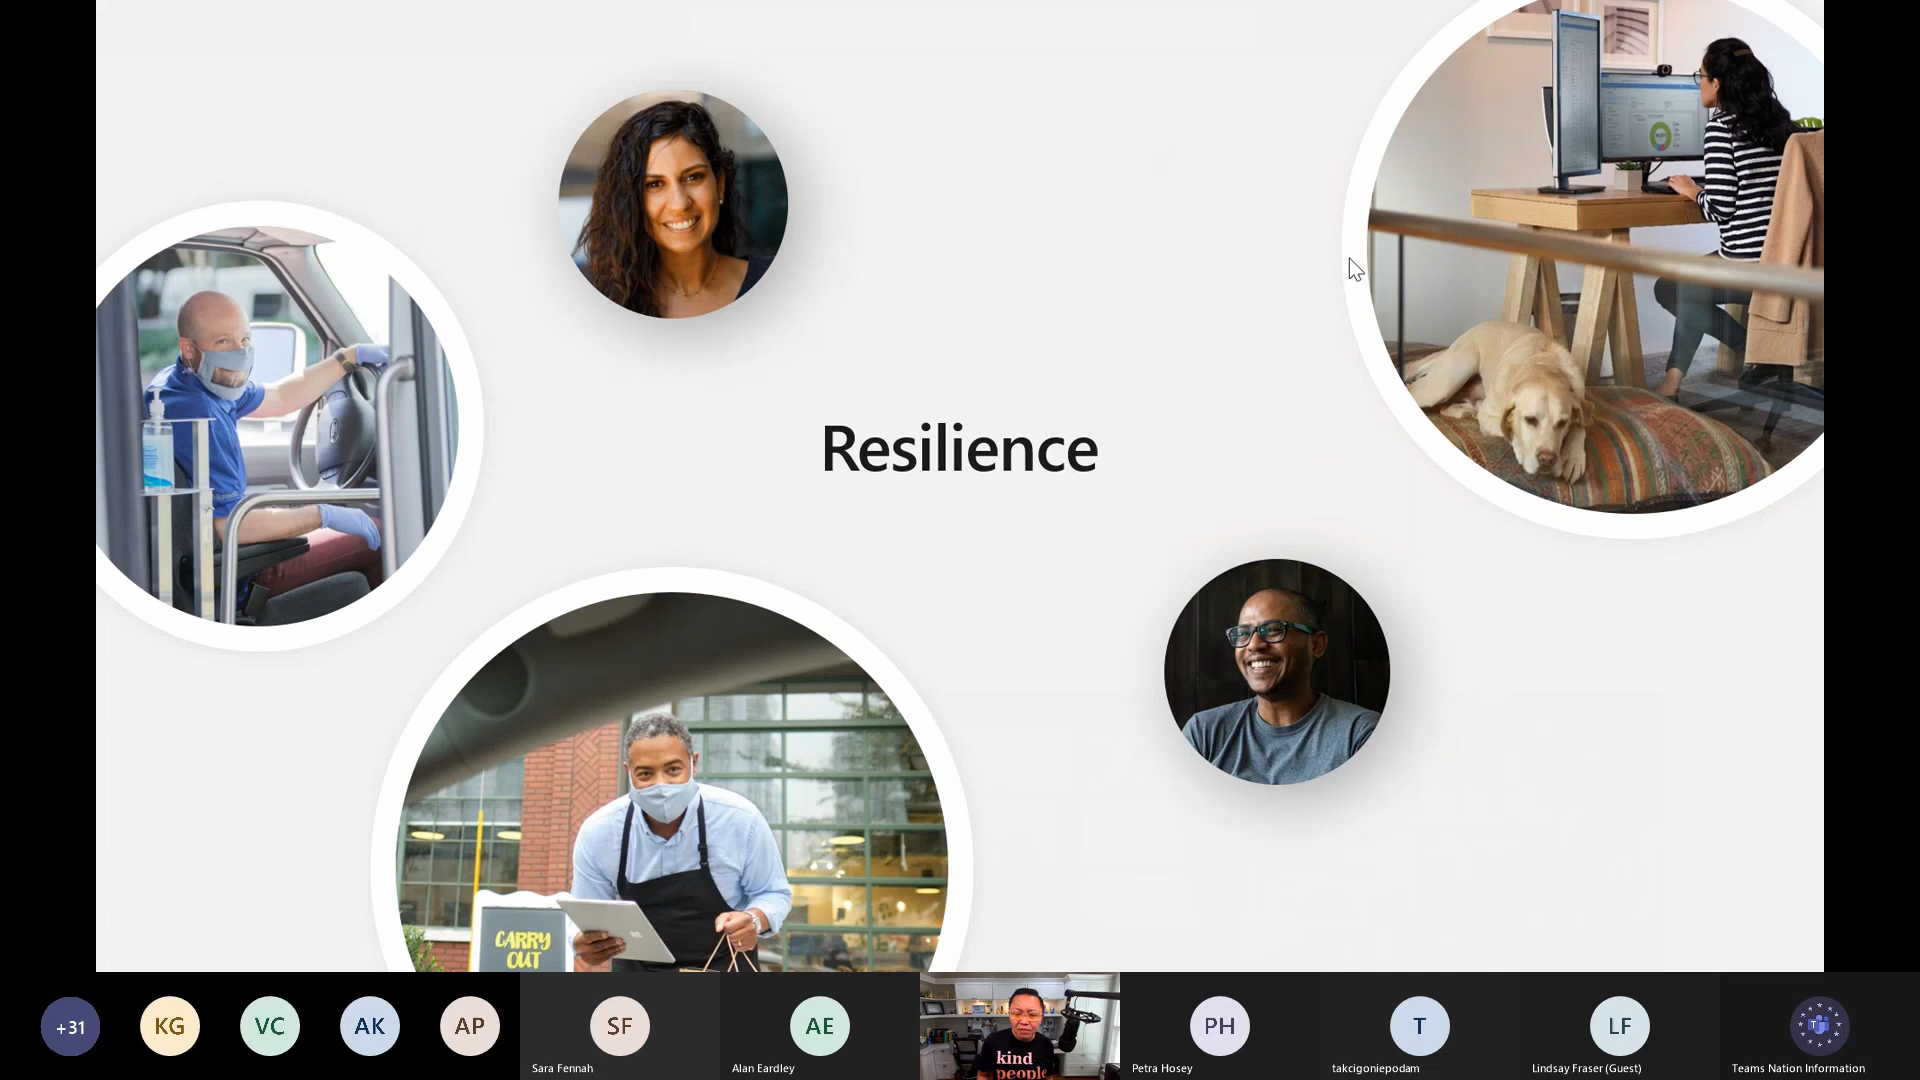 Resilience
CARRY
OUT
+31
KG
VC
AK
AP
SF
AE
kind
people
PH
T
LF
Sara Fennah
Alan Eardley
Petra Hosey
takcigoniepodam
Lindsay Fraser (Guest)
Teams Nation Information